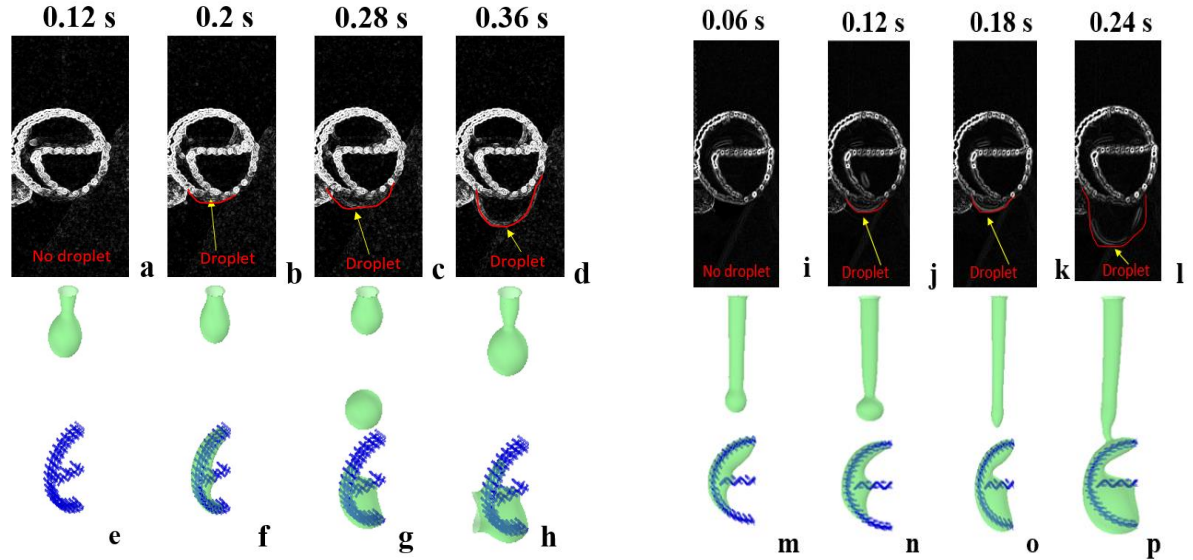 0.12 s 0.2 s 0.28 s 0.36 s 0.06 s 0.12 s 0.18 s 0.24 s
No droplet a Droplet b Droplet c Droplet d No droplet i Droplet j Droplet k Droplet l
e f g h m n o p